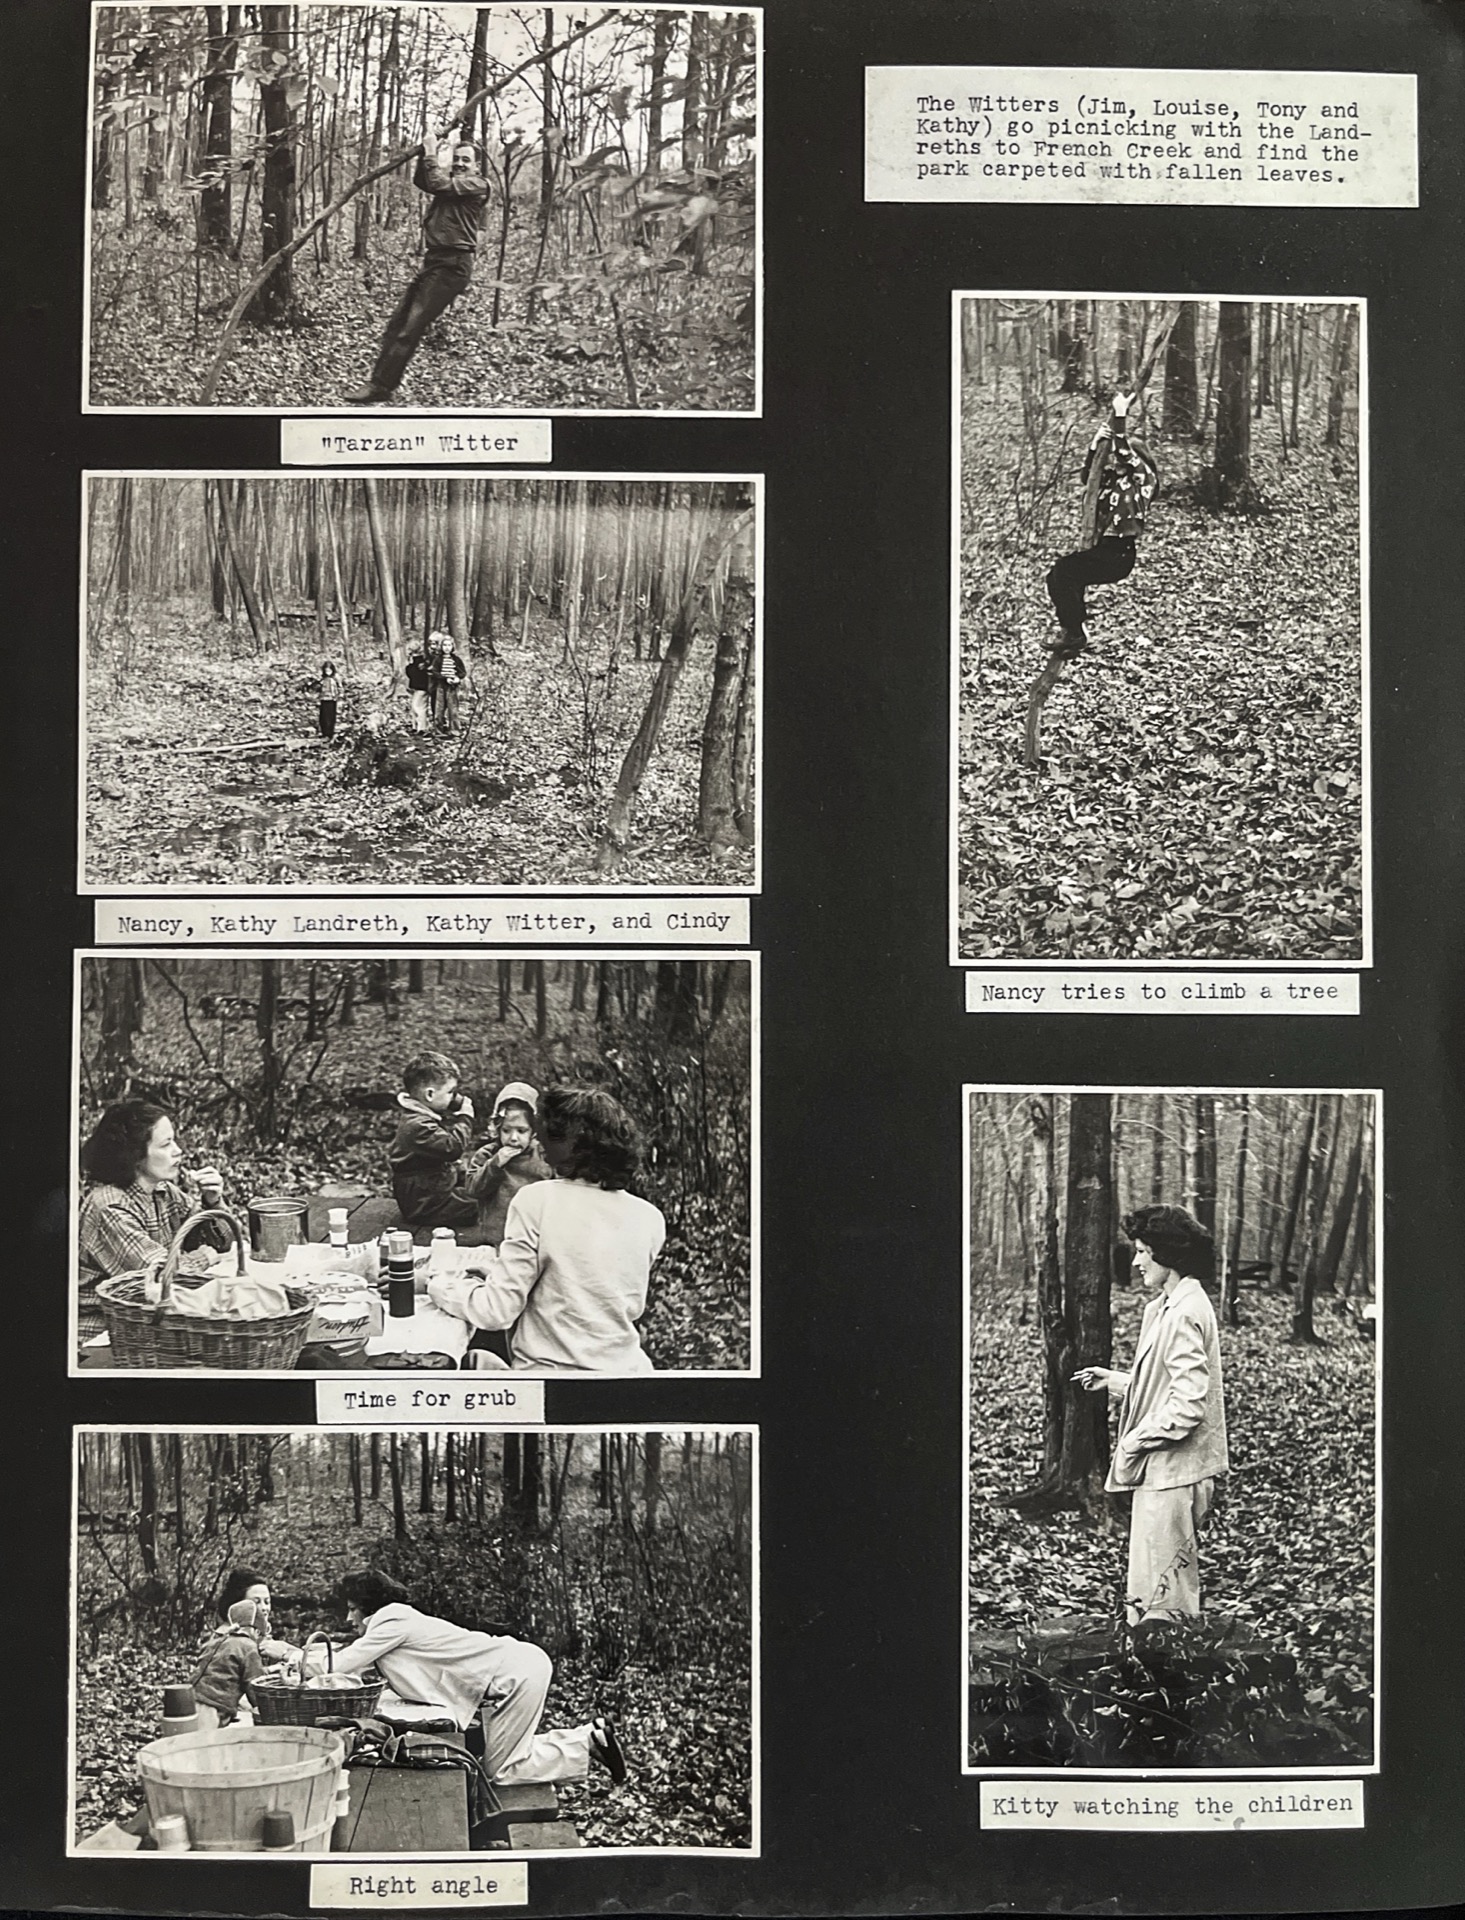 The Witters (Jim, Louise, Tony and
Kathy) go picnicking with the Land-
reths to French Creek and find the
park carpeted with fallen leaves.
"Tarzan" Witter
Nancy, Kathy Landreth, Kathy Witter, and Cindy
Nancy tries to climb a tree
Time for grub
Right angle
Kitty watching the children